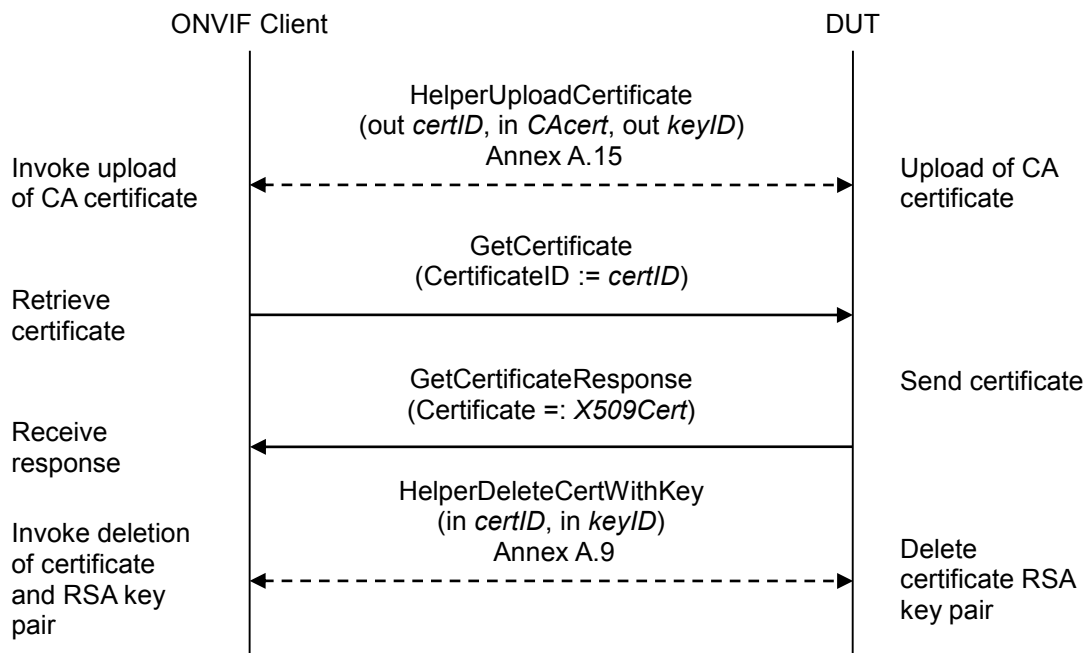 ONVIF Client
DUT
HelperUploadCertificate
(out certID, in CAcert, out keyID)
Annex A.15
Invoke upload
of CA certificate
Upload of CA
certificate
GetCertificate
(CertificateID := certID)
Retrieve
certificate
GetCertificateResponse
(Certificate =: X509Cert)
Send certificate
Receive
response
HelperDeleteCertWithKey
(in certID, in keyID)
Annex A.9
Invoke deletion
of certificate
and RSA key
pair
Delete
certificate RSA
key pair